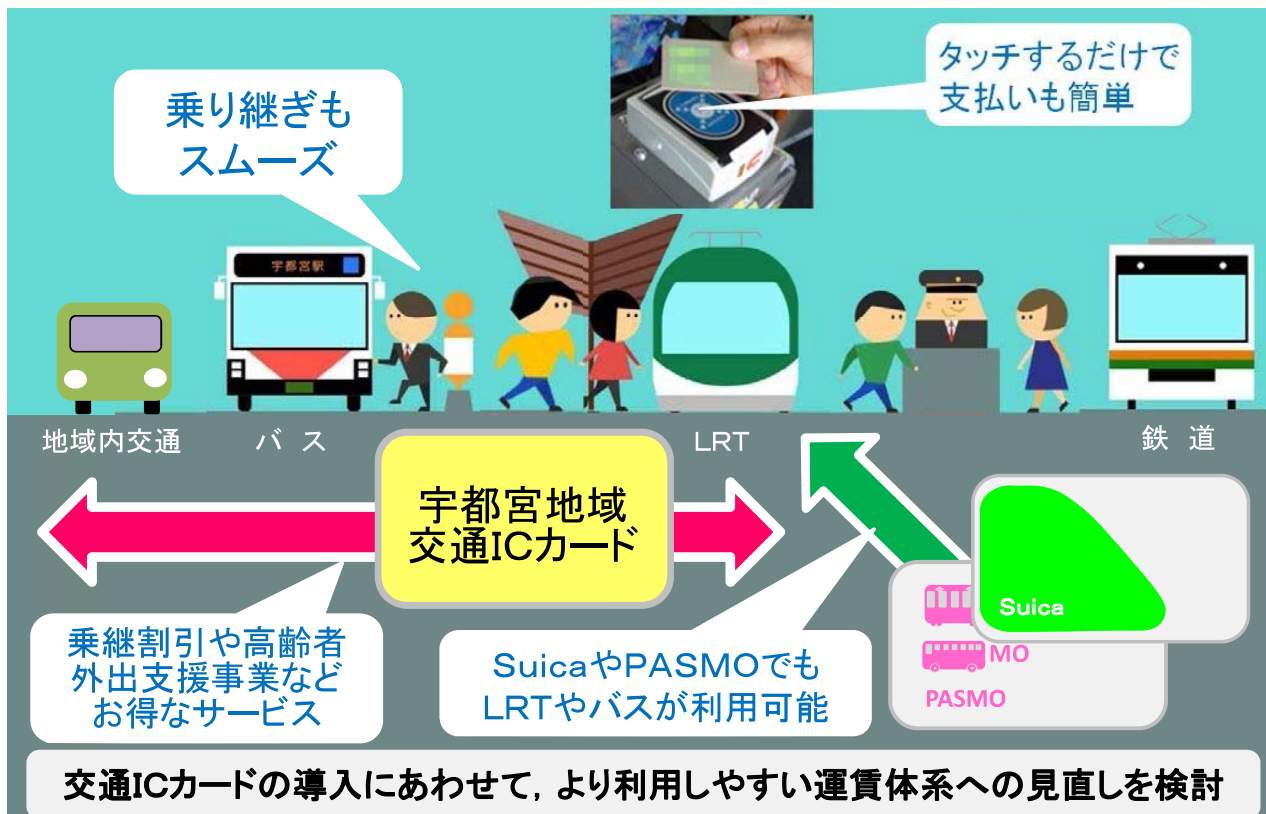 乗り継ぎも
スムーズ
タッチするだけで
支払いも簡単
IC
宇都宮駅
地域内交通
バス
LRT
鉄道
宇都宮地域
交通ICカード
乗継割引や高齢者
外出支援事業など
お得なサービス
SuicaやPASMOでも
LRTやバスが利用可能
Suica
MO
PASMO
交通ICカードの導入にあわせて，より利用しやすい運賃体系への見直しを検討